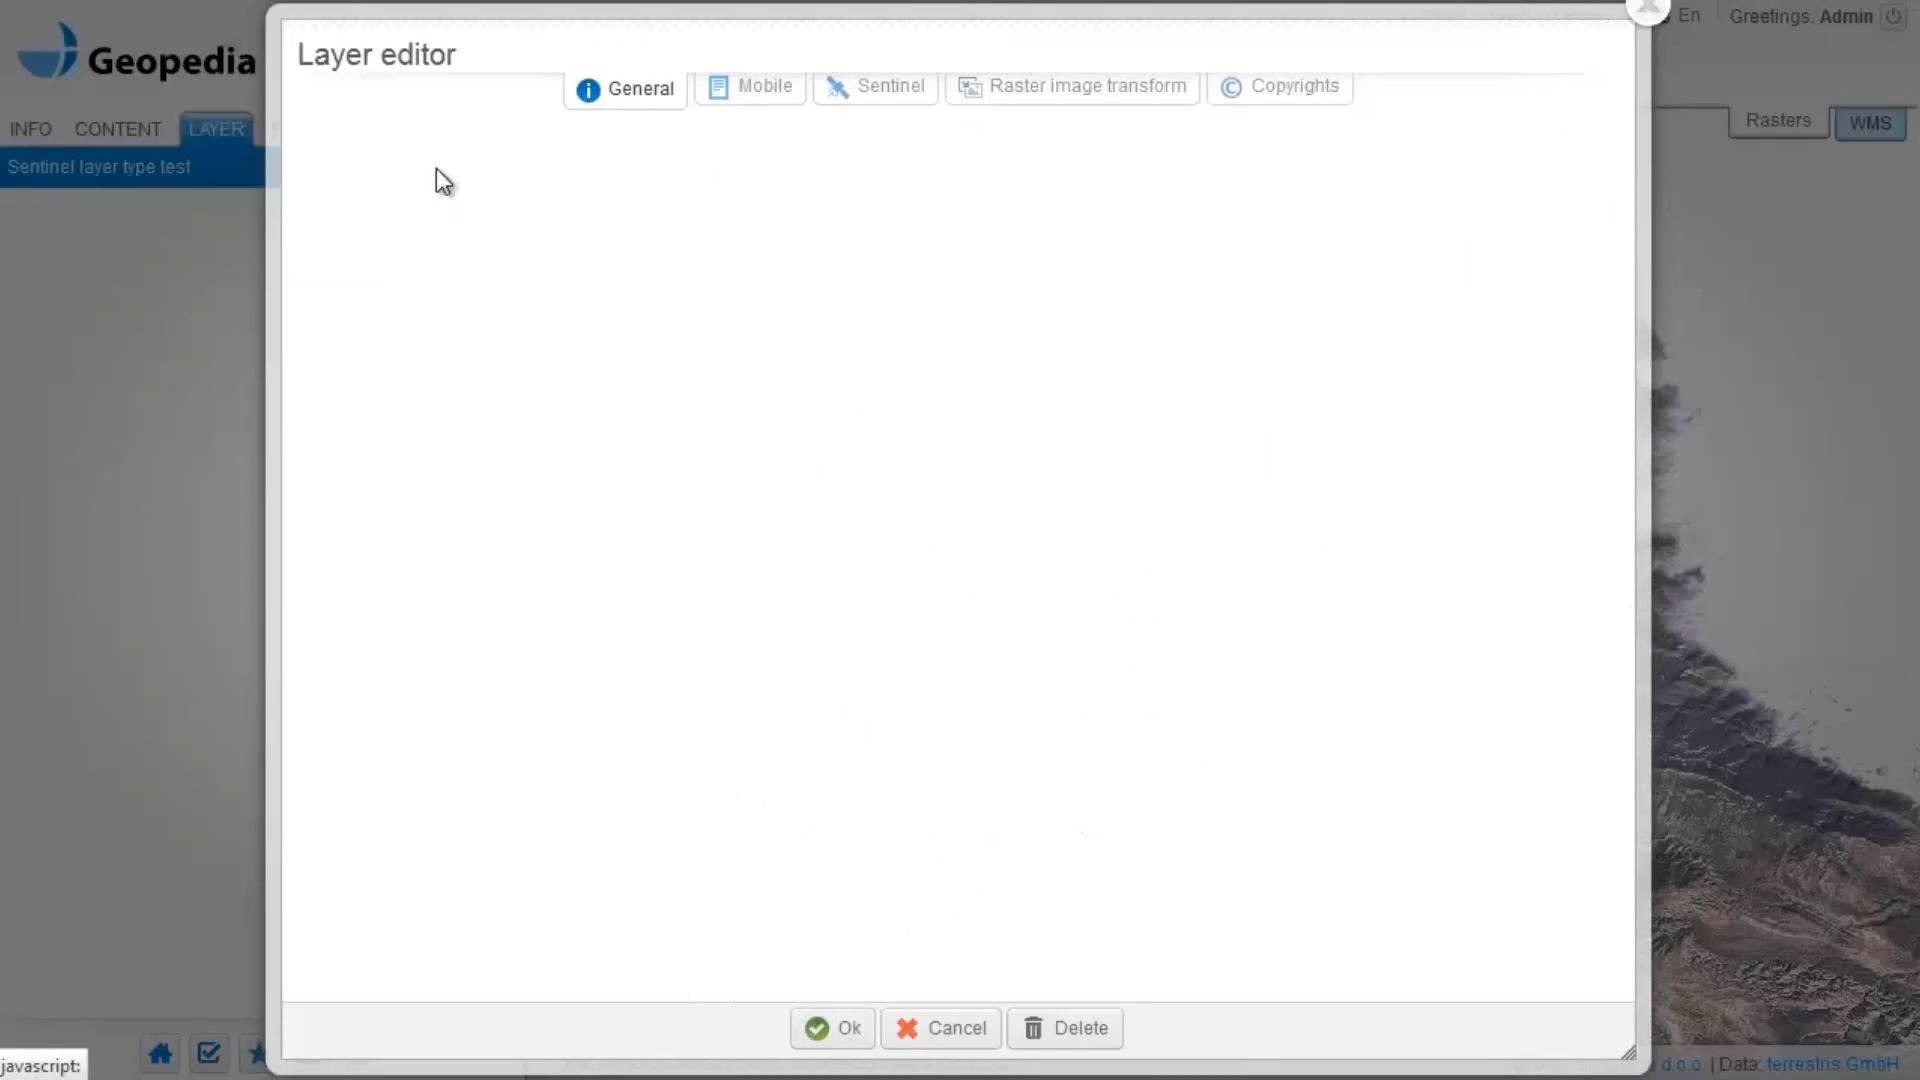 Layer editor
General
Mobile
Sentinel
Raster image transform
Copyrights
En
Greetings, Admin
Geopedia
INFO
CONTENT
LAYER
Rasters
WMS
Sentinel layer type test
Ok
Cancel
Delete
javascript:
d.o.o. | Data: terrestris GmbH